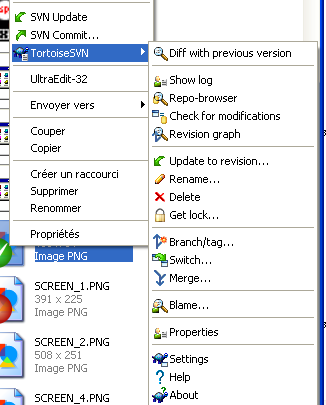 SVN Update
SVN Commit...
TortoiseSVN
UltraEdit-32
Envoyer vers
Couper
Copier
Créer un raccourci
Supprimer
Renommer
Propriétés
Diff with previous version
Show log
Repo-browser
Check for modifications
Revision graph
Update to revision...
Rename...
Delete
Get lock...
Branch/tag...
Switch...
Merge...
Blame...
Properties
Settings
Help
About
Image PNG
SCREEN_1.PNG
391 x 225
Image PNG
SCREEN_2.PNG
508 x 251
Image PNG
SCREEN_4.PNG